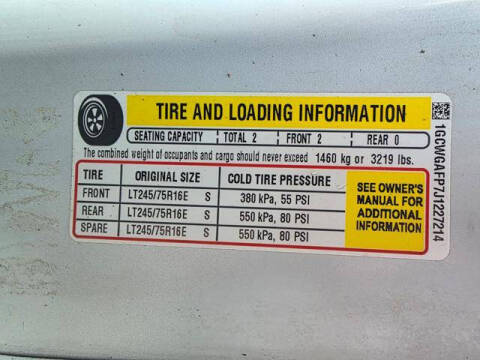 TIRE AND LOADING INFORMATION
SEATING CAPACITY TOTAL 2 FRONT 2 REAR 0
The combined weight of occupants and cargo should never exceed 1460 kg or 3219 lbs.
TIRE ORIGINAL SIZE COLD TIRE PRESSURE
FRONT LT245/75R16E S 380 kPa, 55 PSI
REAR LT245/75R16E S 550 kPa, 80 PSI
SPARE LT245/75R16E S 550 kPa, 80 PSI
SEE OWNER'S
MANUAL FOR
ADDITIONAL
INFORMATION
1GCWGAFP7J1227214